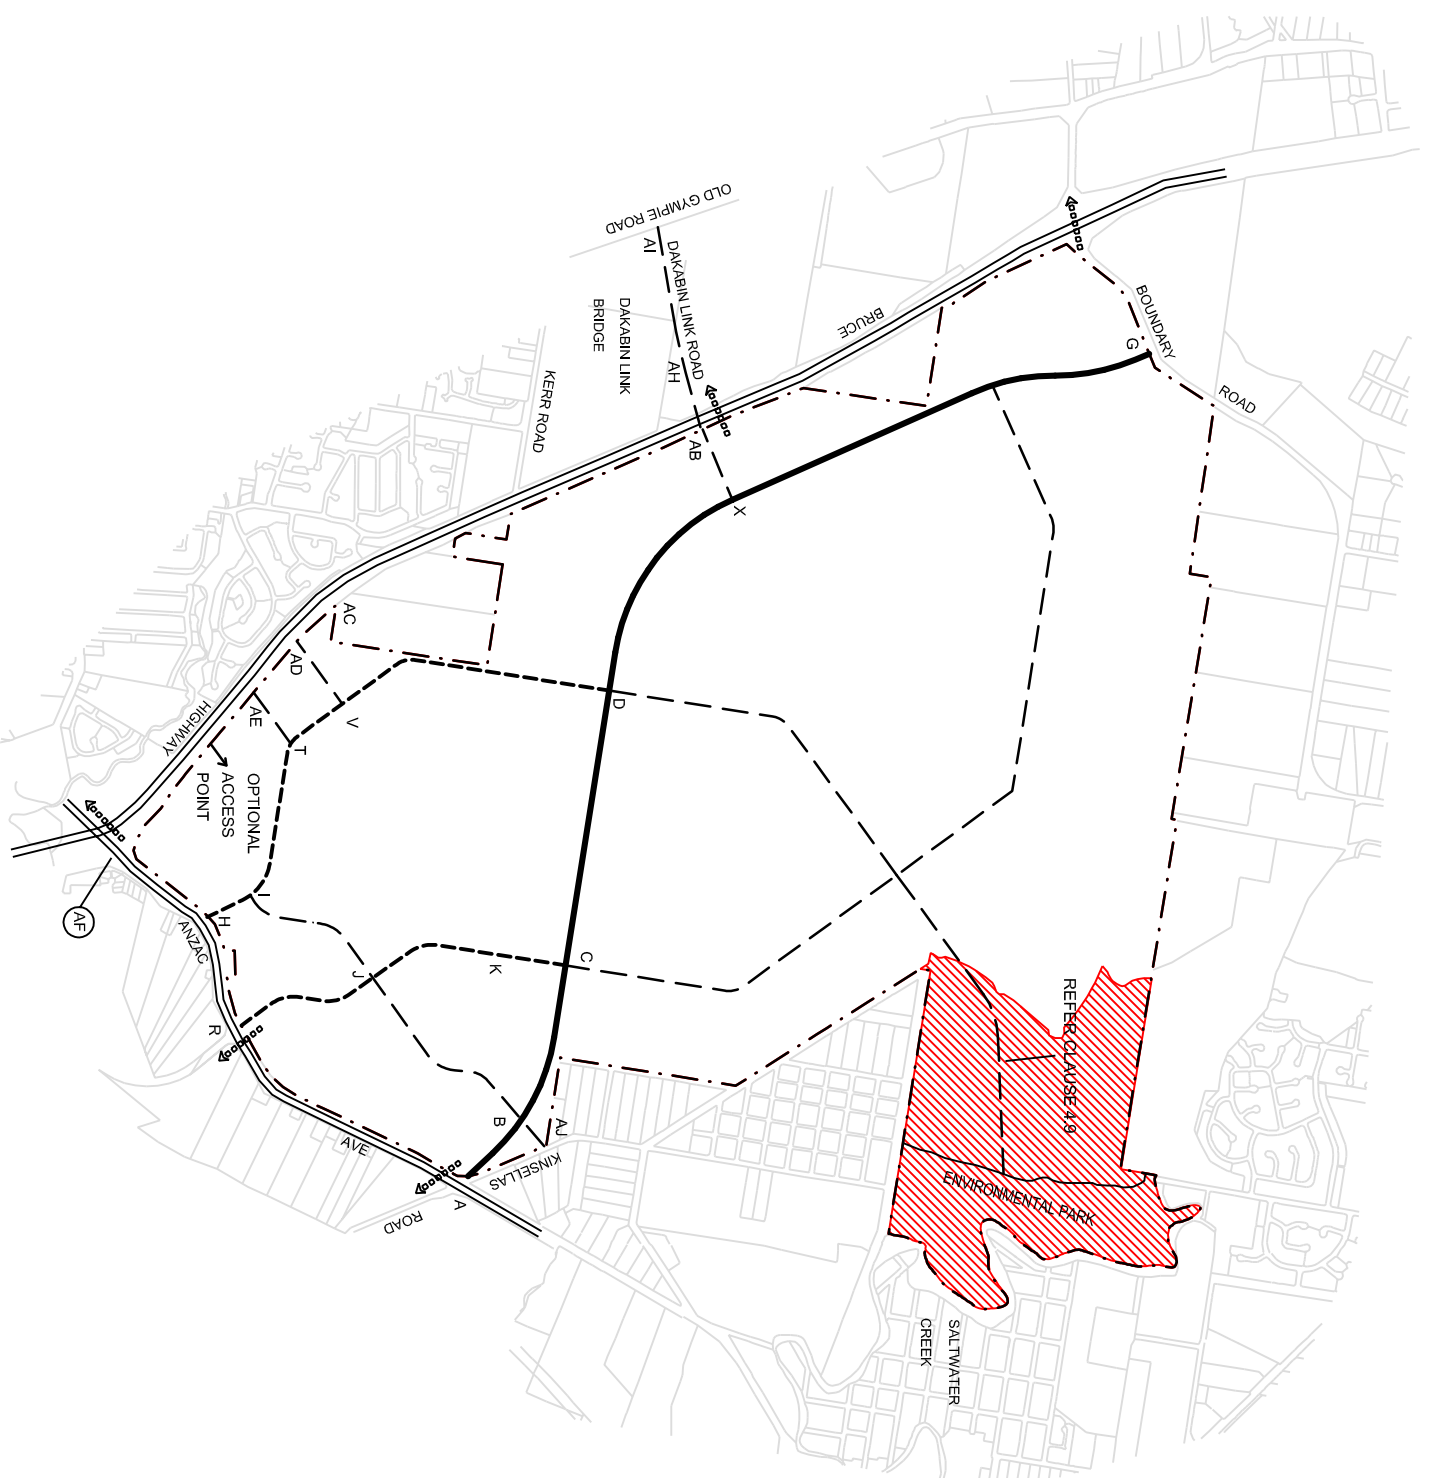 OLD GYMPIE ROAD
AI
DAKABIN LINK ROAD
DAKABIN LINK
BRIDGE
AH
KERR ROAD
AB
X
BRUCE
BOUNDARY
ROAD
G
AC
AD
AE
V
T
D
HIGHWAY
OPTIONAL
ACCESS
POINT
AF
ANZAC
H
I
J
K
C
R
AVE
B
AJ
KINSELLAS
ROAD
A
REFER CLAUSE 4.9
ENVIRONMENTAL PARK
SALTWATER
CREEK